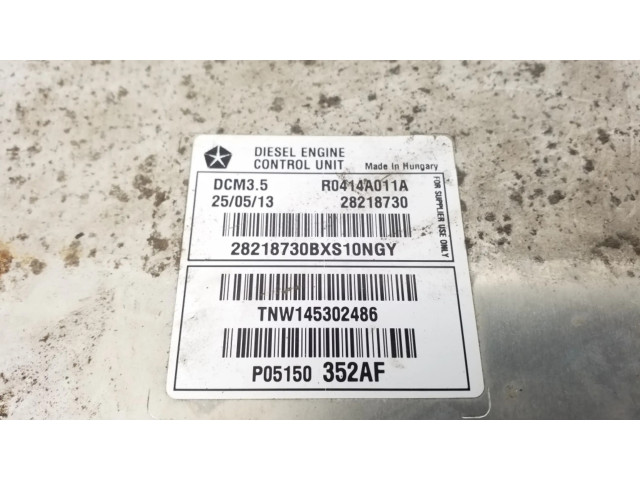 DIESEL ENGINE
CONTROL UNIT Made in Hungary
DCM3.5 R0414A011A
25/05/13 28218730
28218730BXS10NGY
FOR SUPPLIER USE ONLY
TNW145302486
P05150 352AF